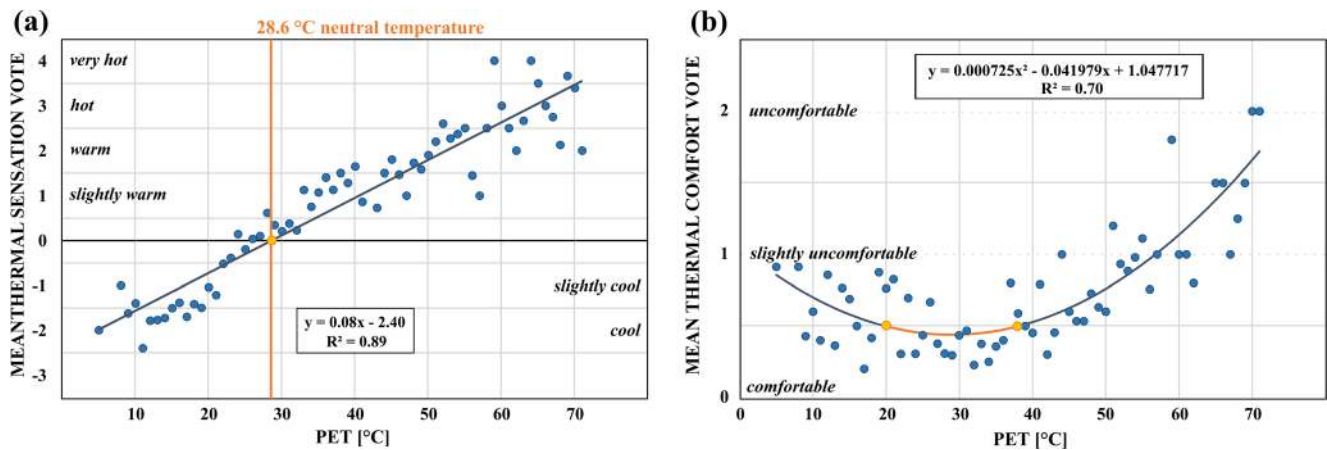 (a)
28.6 °C neutral temperature
MEANTHERMAL SENSATION VOTE
4
3
2
1
0
-1
-2
-3
very hot
hot
warm
slightly warm
slightly cool
cool
y = 0.08x - 2.40
R² = 0.89
0
10
20
30
40
50
60
70
PET [°C]
(b)
MEAN THERMAL COMFORT VOTE
2
1
0
y = 0.000725x² - 0.041979x + 1.047717
R² = 0.70
uncomfortable
slightly uncomfortable
comfortable
0
10
20
30
40
50
60
70
PET [°C]